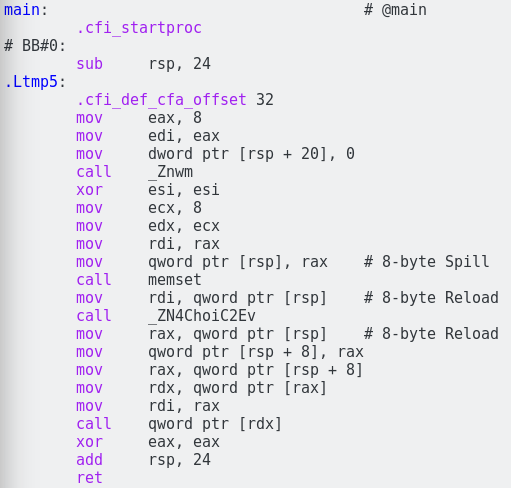 main:                                   # @main
        .cfi_startproc
# BB#0:
        sub     rsp, 24
.Ltmp5:
        .cfi_def_cfa_offset 32
        mov     eax, 8
        mov     edi, eax
        mov     dword ptr [rsp + 20], 0
        call    _Znwm
        xor     esi, esi
        mov     ecx, 8
        mov     edx, ecx
        mov     rdi, rax
        mov     qword ptr [rsp], rax    # 8-byte Spill
        call    memset
        mov     rdi, qword ptr [rsp]    # 8-byte Reload
        call    _ZN4ChoiC2Ev
        mov     rax, qword ptr [rsp]    # 8-byte Reload
        mov     qword ptr [rsp + 8], rax
        mov     rax, qword ptr [rsp + 8]
        mov     rdx, qword ptr [rax]
        mov     rdi, rax
        call    qword ptr [rdx]
        xor     eax, eax
        add     rsp, 24
        ret